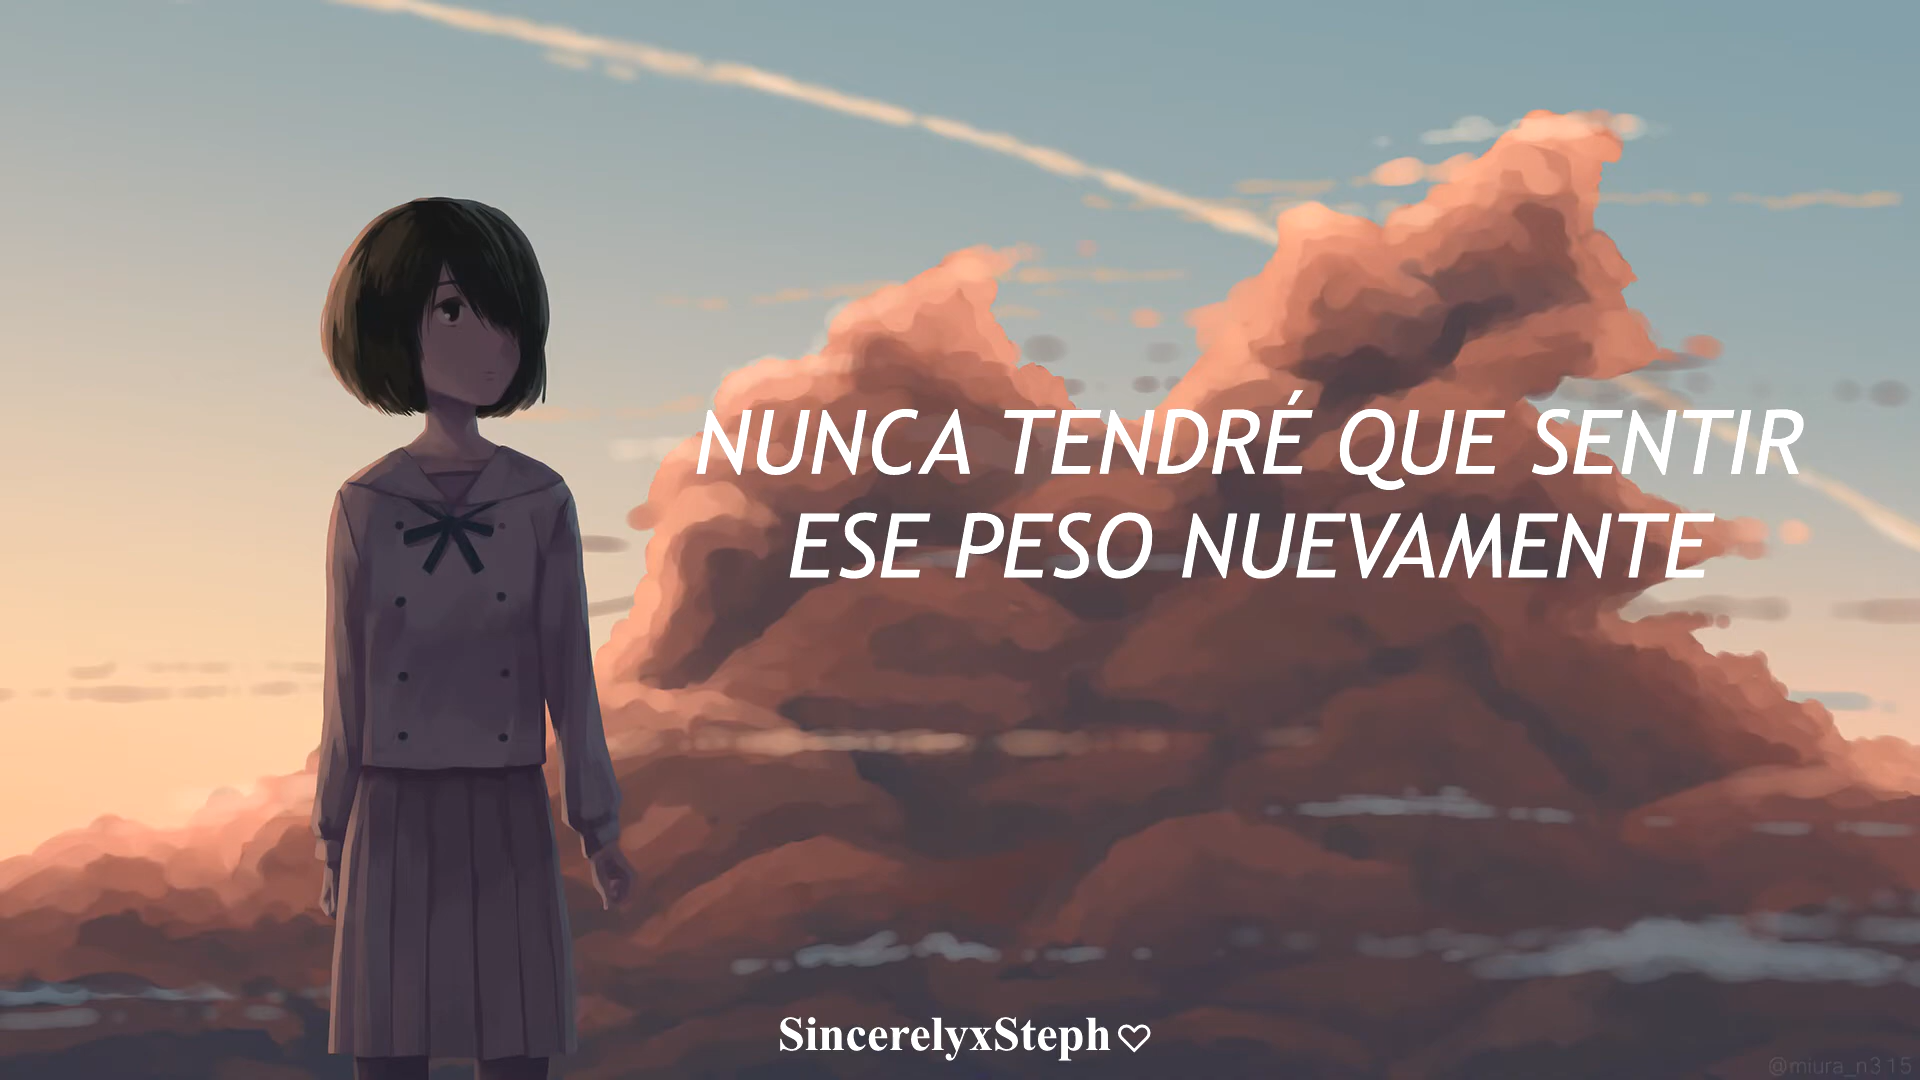 NUNCA TENDRÉ QUE SENTIR
ESE PESO NUEVAMENTE
SincerelyxSteph♡
@miura_n315